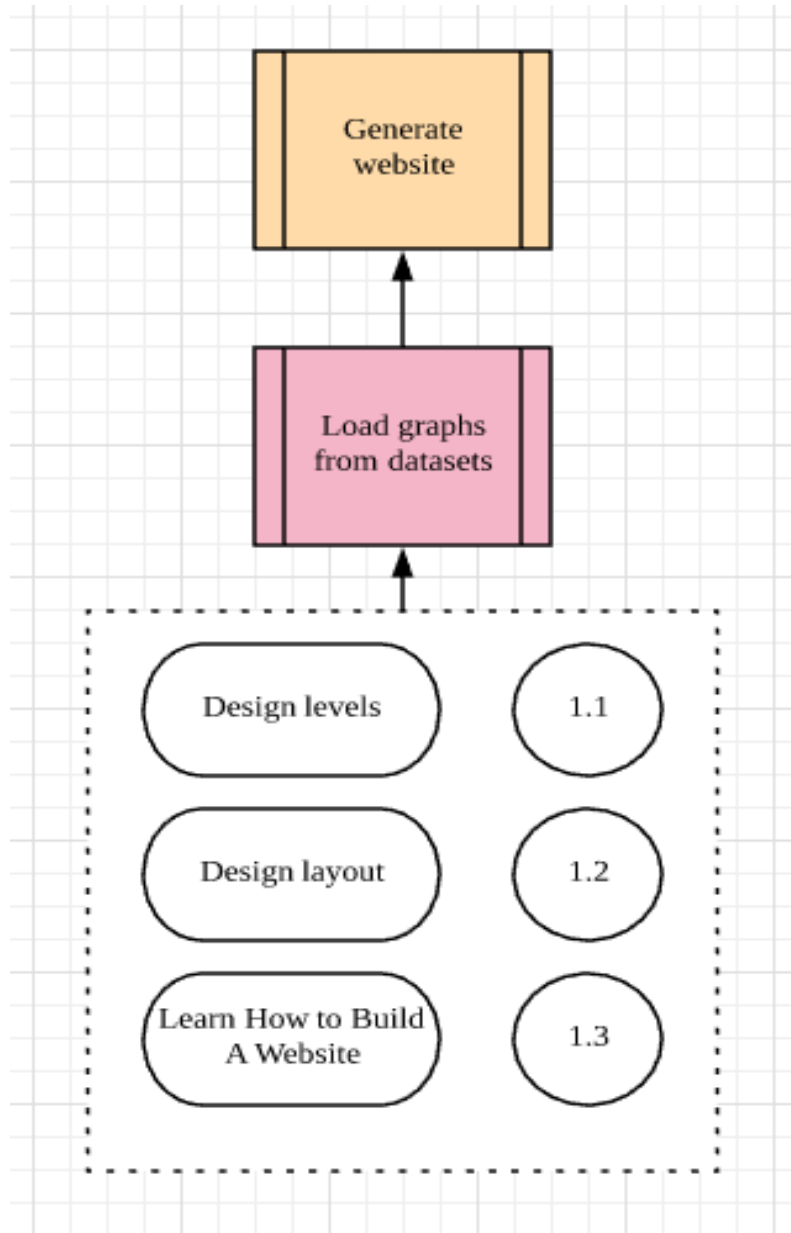 Generate
website
Load graphs
from datasets
Design levels
1.1
Design layout
1.2
Learn How to Build
A Website
1.3